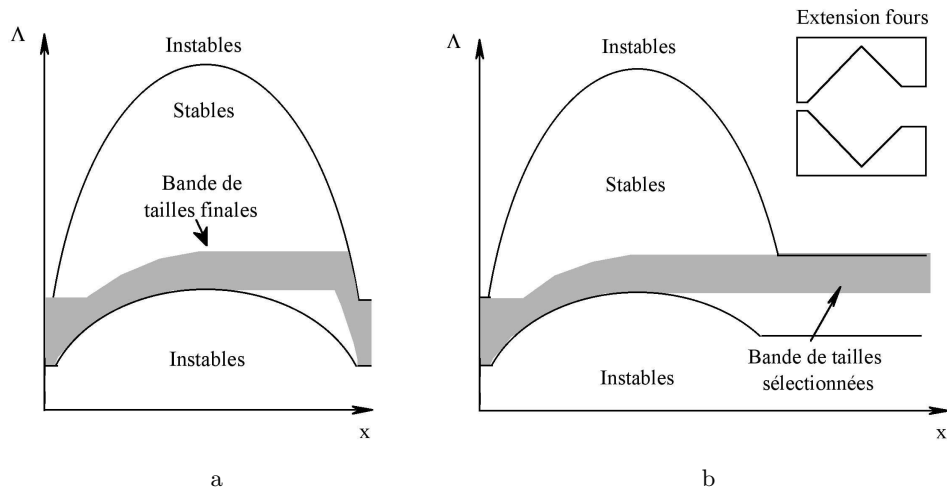 Λ
Instables
Stables
Bande de
tailles finales
Instables
x
a
Λ
Extension fours
Instables
Stables
Bande de tailles
sélectionnées
Instables
x
b